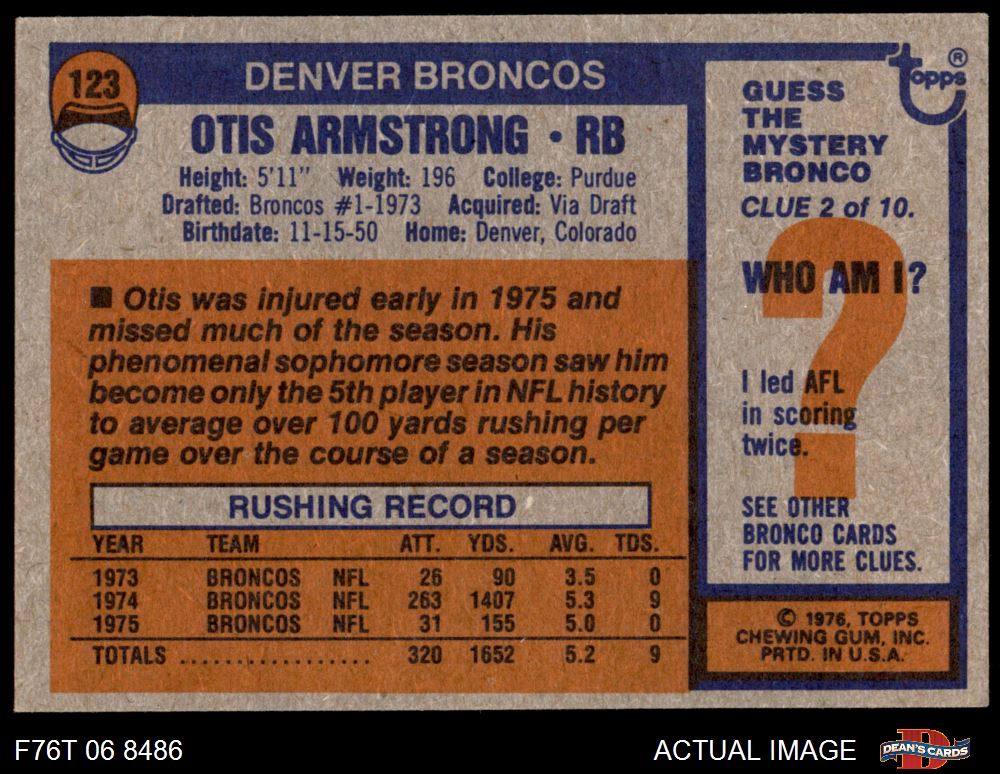 123
DENVER BRONCOS
OTIS ARMSTRONG • RB
Height: 5'11" Weight: 196 College: Purdue
Drafted: Broncos #1-1973 Acquired: Via Draft
Birthdate: 11-15-50 Home: Denver, Colorado
■ Otis was injured early in 1975 and
missed much of the season. His
phenomenal sophomore season saw him
become only the 5th player in NFL history
to average over 100 yards rushing per
game over the course of a season.
RUSHING RECORD
YEAR TEAM ATT. YDS. AVG. TDS.
1973 BRONCOS NFL 26 90 3.5 0
1974 BRONCOS NFL 263 1407 5.3 9
1975 BRONCOS NFL 31 155 5.0 0
TOTALS .................. 320 1652 5.2 9
topps ®
GUESS
THE
MYSTERY
BRONCO
CLUE 2 of 10.
WHO AM I?
?
I led AFL
in scoring
twice.
SEE OTHER
BRONCO CARDS
FOR MORE CLUES.
© 1976, TOPPS
CHEWING GUM, INC.
PRTD. IN U.S.A.
F76T 06 8486
ACTUAL IMAGE
DEAN'S CARDS